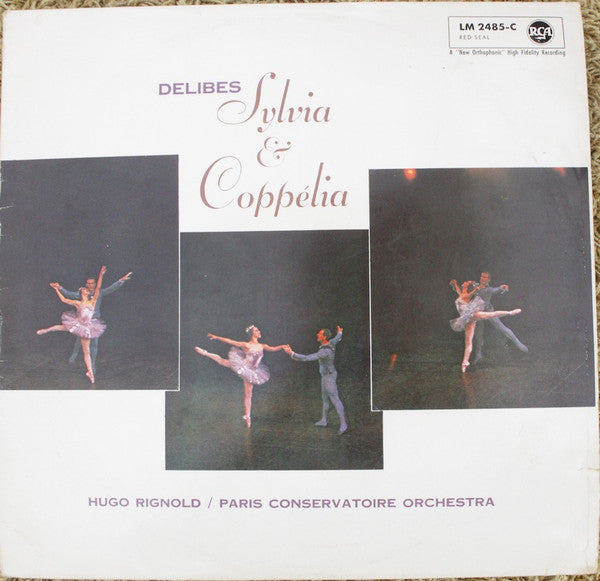 LM 2485-C
RED SEAL
RCA
A "New Orthophonic" High Fidelity Recording
DELIBES
Sylvia
&
Coppélia
HUGO RIGNOLD / PARIS CONSERVATOIRE ORCHESTRA